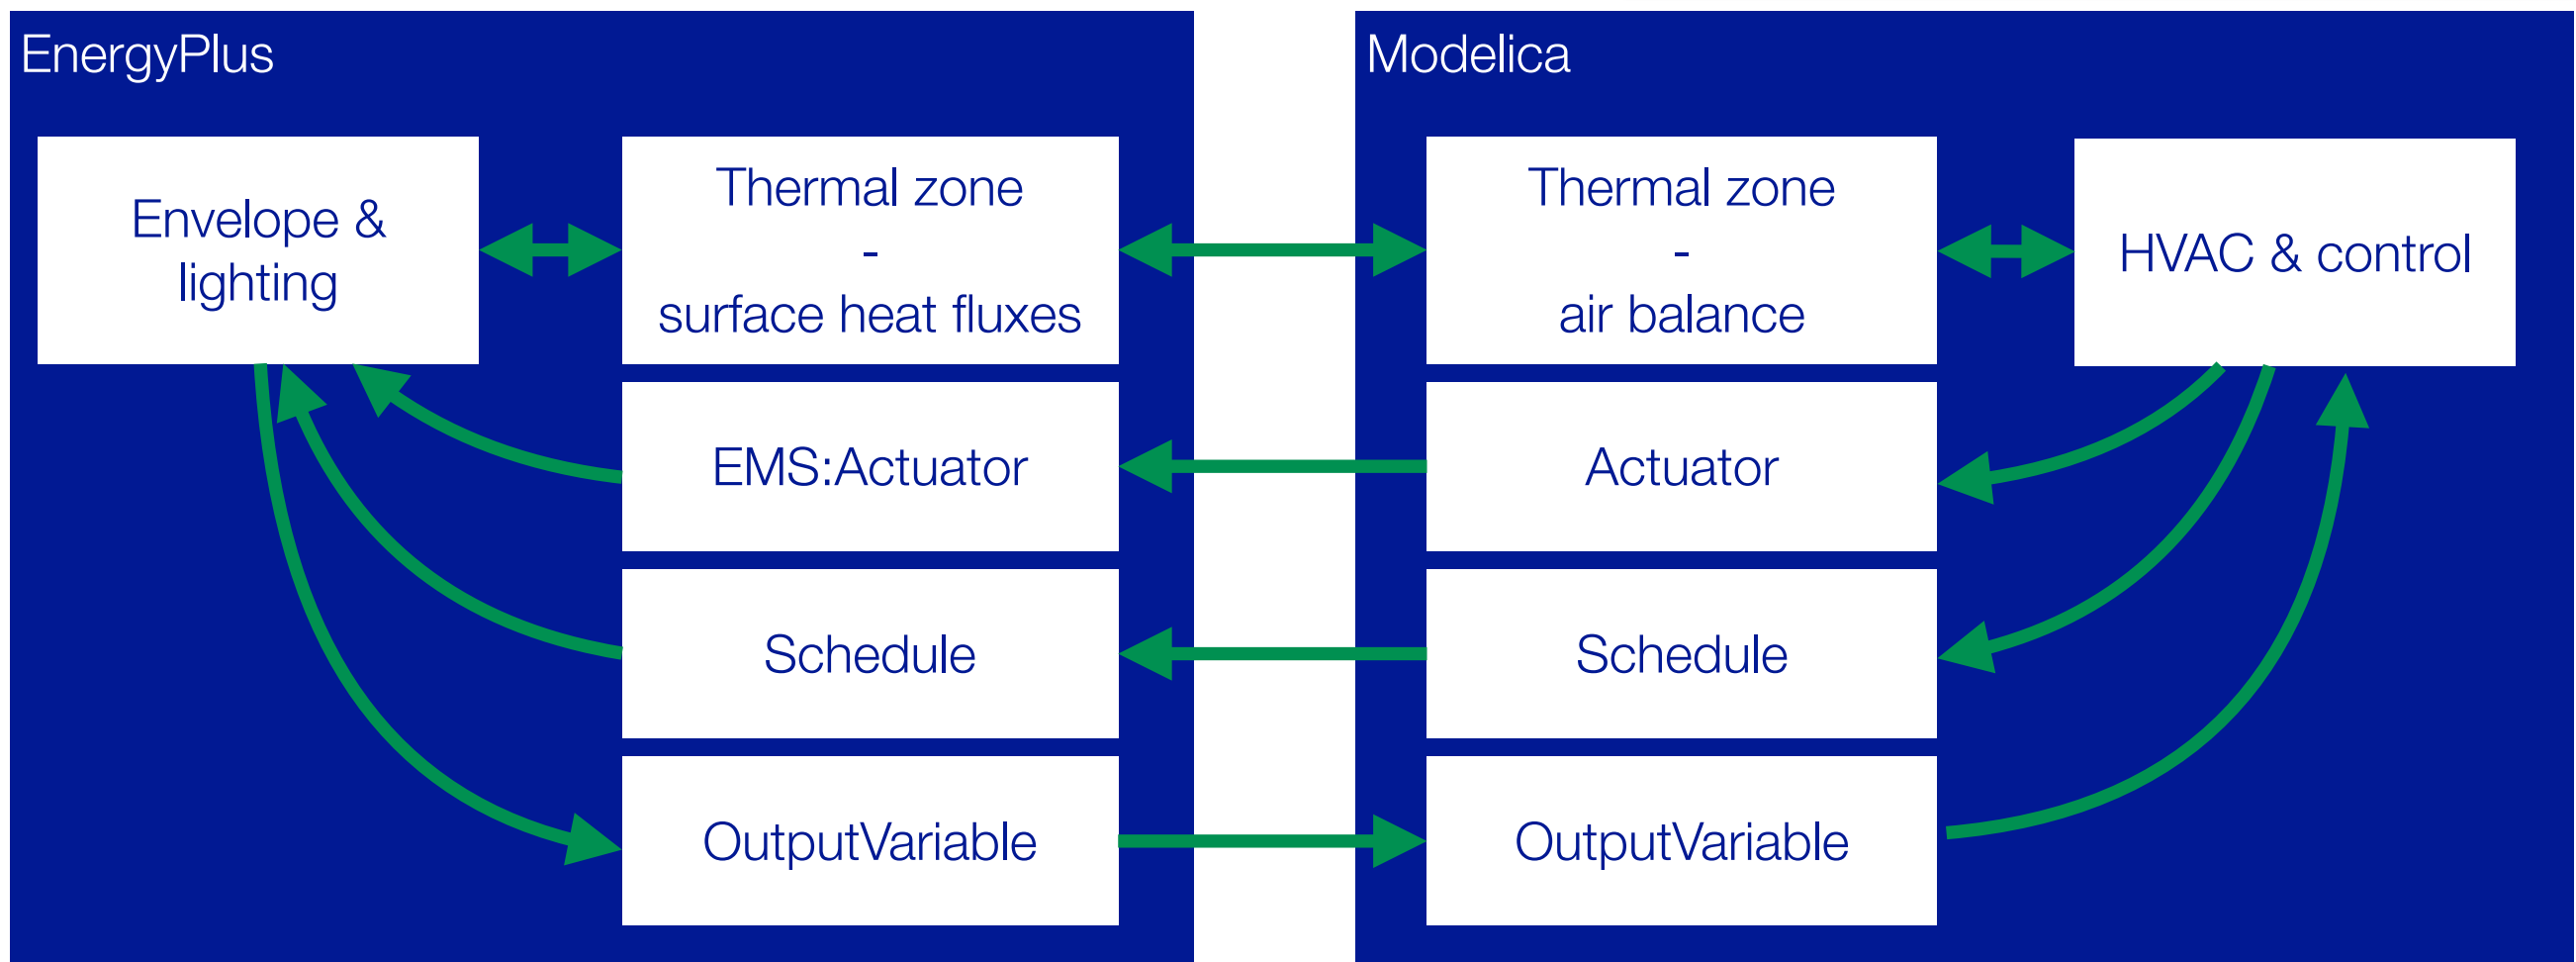 EnergyPlus
Envelope &
lighting
Thermal zone
-
surface heat fluxes
EMS:Actuator
Schedule
OutputVariable
Modelica
Thermal zone
-
air balance
Actuator
Schedule
OutputVariable
HVAC & control